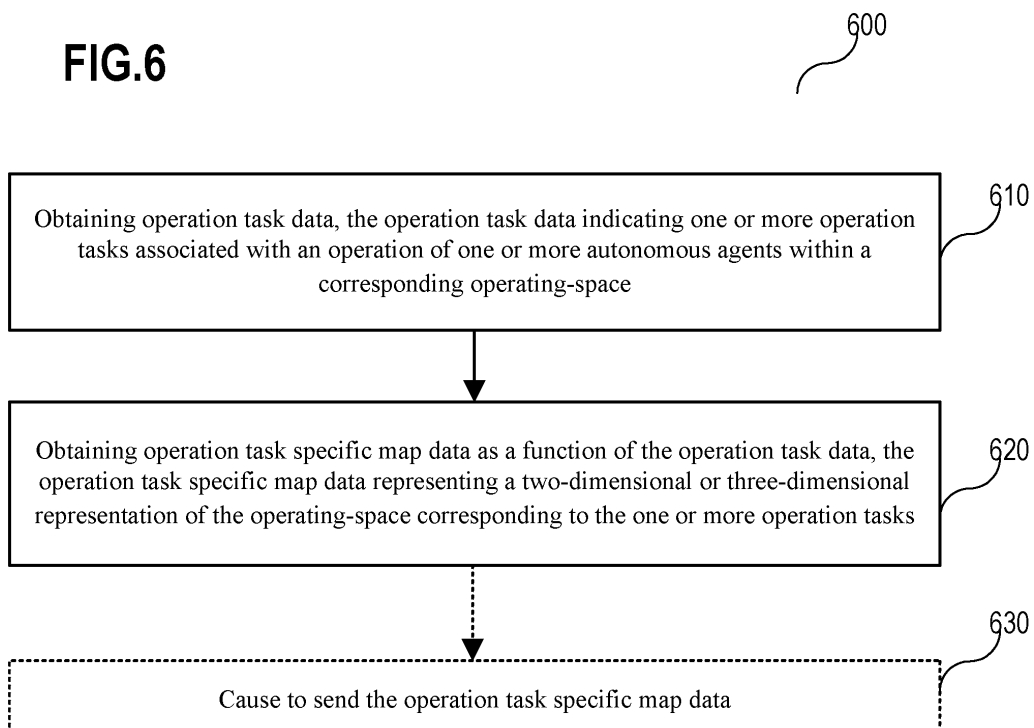 FIG.6
600
610
Obtaining operation task data, the operation task data indicating one or more operation
tasks associated with an operation of one or more autonomous agents within a
corresponding operating-space
620
Obtaining operation task specific map data as a function of the operation task data, the
operation task specific map data representing a two-dimensional or three-dimensional
representation of the operating-space corresponding to the one or more operation tasks
630
Cause to send the operation task specific map data